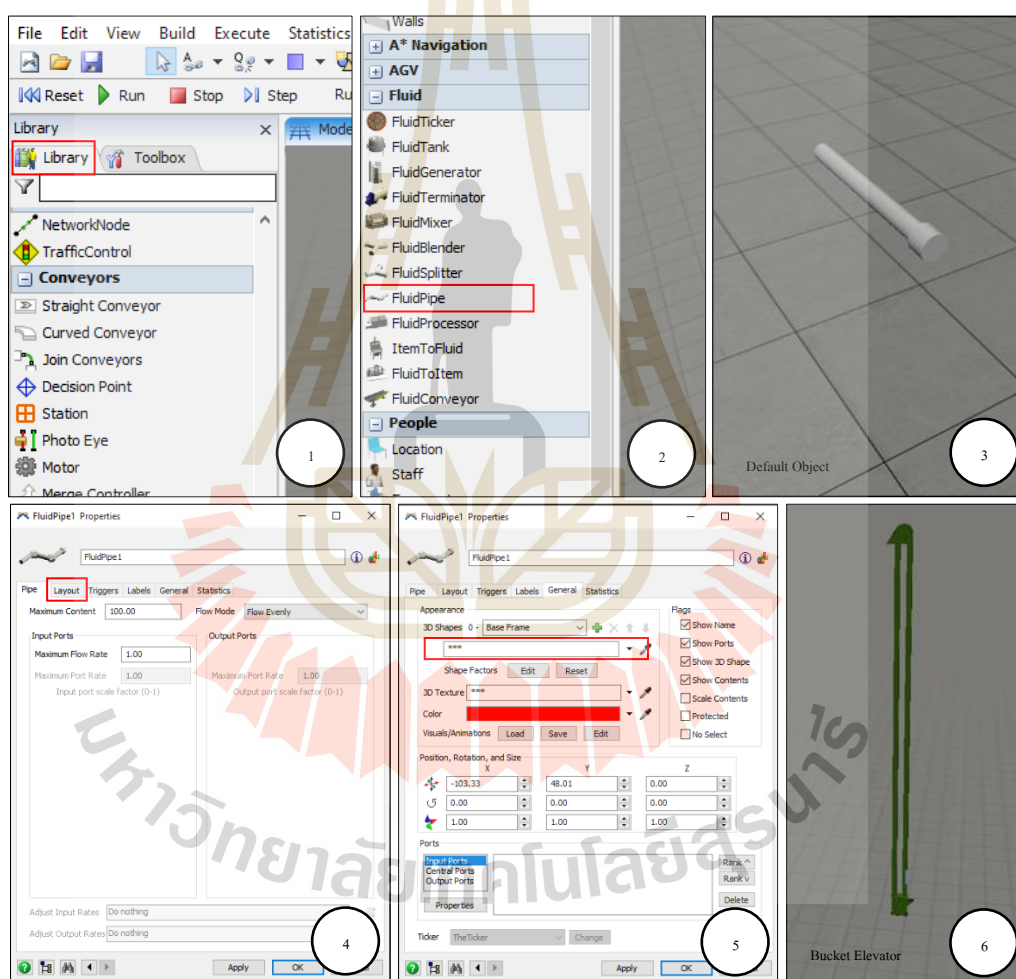 File Edit View Build Execute Statistics
Reset Run Stop Step Ru
Library
Mode
Library Toolbox
NetworkNode
TrafficControl
Conveyors
Straight Conveyor
Curved Conveyor
Join Conveyors
Decision Point
Station
Photo Eye
Motor
Merge Controller
1
Walls
A* Navigation
AGV
Fluid
FluidTicker
FluidTank
FluidGenerator
FluidTerminator
FluidMixer
FluidBlender
FluidSplitter
FluidPipe
FluidProcessor
ItemToFluid
FluidToItem
FluidConveyor
People
Location
Staff
2
Default Object
3
FluidPipe1 Properties
FluidPipe1
Pipe Layout Triggers Labels General Statistics
Maximum Content 100.00 Flow Mode Flow Evenly
Input Ports Output Ports
Maximum Flow Rate 1.00
Maximum Port Rate 1.00 Maximum Port Rate 1.00
Input port scale factor (0-1) Output port scale factor (0-1)
Adjust Input Rates Do nothing
Adjust Output Rates Do nothing
Apply OK
4
FluidPipe1 Properties
FluidPipe1
Pipe Layout Triggers Labels General Statistics
Appearance Flags
3D Shapes 0 - Base Frame Show Name
*** Show Ports
Shape Factors Edit Reset Show 3D Shape
Show Contents
3D Texture *** Scale Contents
Color Protected
Visuals/Animations Load Save Edit No Select
Position, Rotation, and Size
X Y Z
-103.33 48.01 0.00
0.00 0.00 0.00
1.00 1.00 1.00
Ports
Input Ports Rank ^
Central Ports
Output Ports Rank v
Properties Delete
Ticker TheTicker Change
Apply OK
5
Bucket Elevator
6
มหาวิทยาลัยเทคโนโลยีสุรนารี